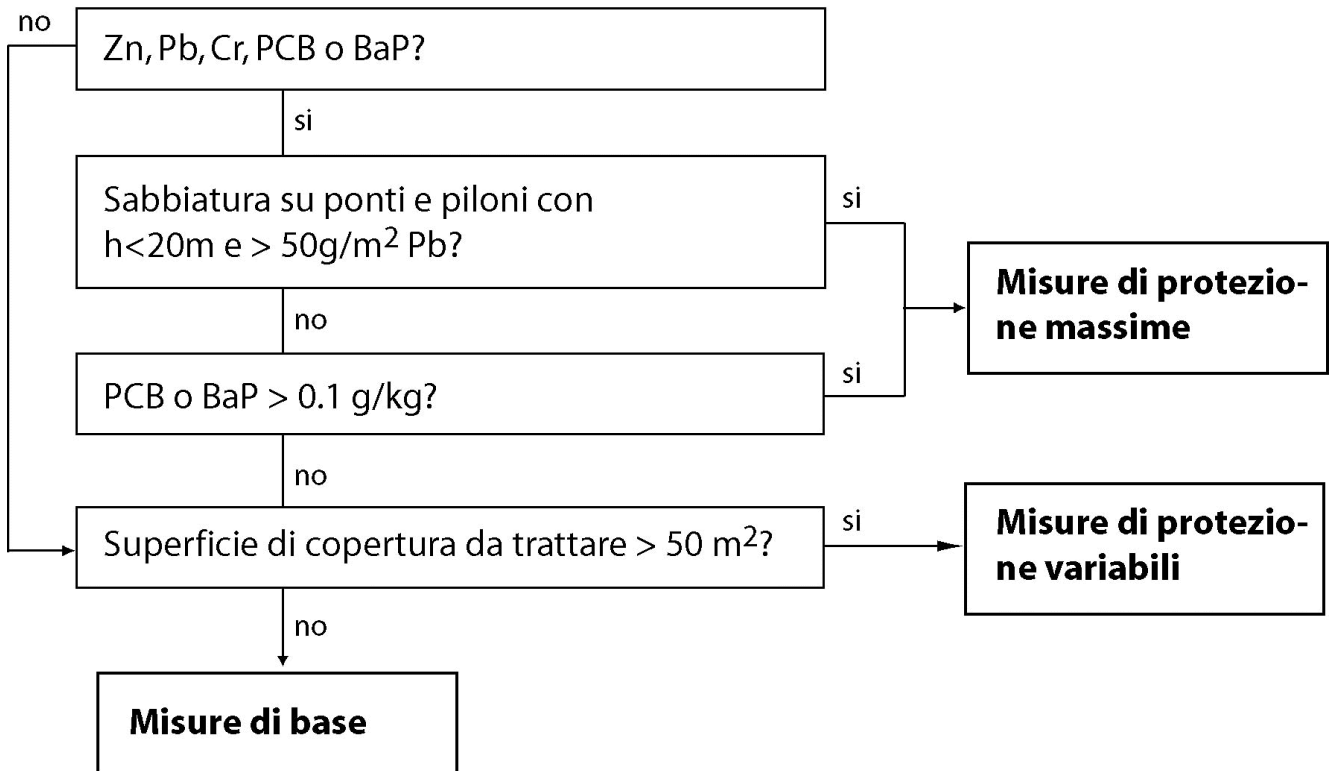 no
Zn, Pb, Cr, PCB o BaP?
si
Sabbiatura su ponti e piloni con
h<20m e > 50g/m² Pb?
si
Misure di protezio-
ne massime
no
PCB o BaP > 0.1 g/kg?
si
no
Superficie di copertura da trattare > 50 m²?
si
Misure di protezio-
ne variabili
no
Misure di base